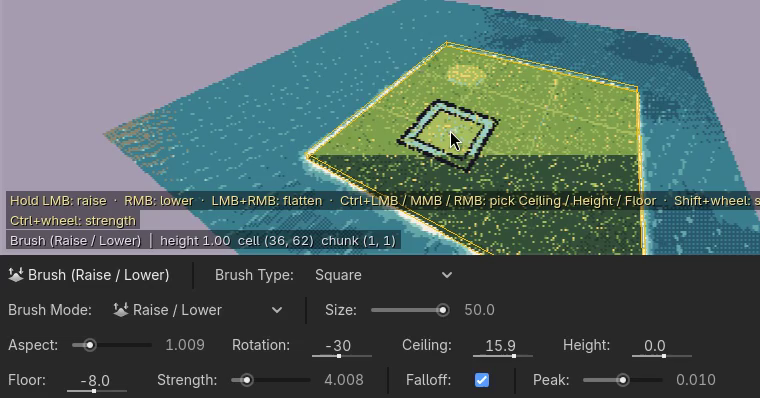 Hold LMB: raise · RMB: lower · LMB+RMB: flatten · Ctrl+LMB / MMB / RMB: pick Ceiling / Height / Floor · Shift+wheel: s
Ctrl+wheel: strength
Brush (Raise / Lower) | height 1.00 cell (36, 62) chunk (1, 1)
Brush (Raise / Lower) Brush Type: Square
Brush Mode: Raise / Lower Size: 50.0
Aspect: 1.009 Rotation: -30 Ceiling: 15.9 Height: 0.0
Floor: -8.0 Strength: 4.008 Falloff: Peak: 0.010